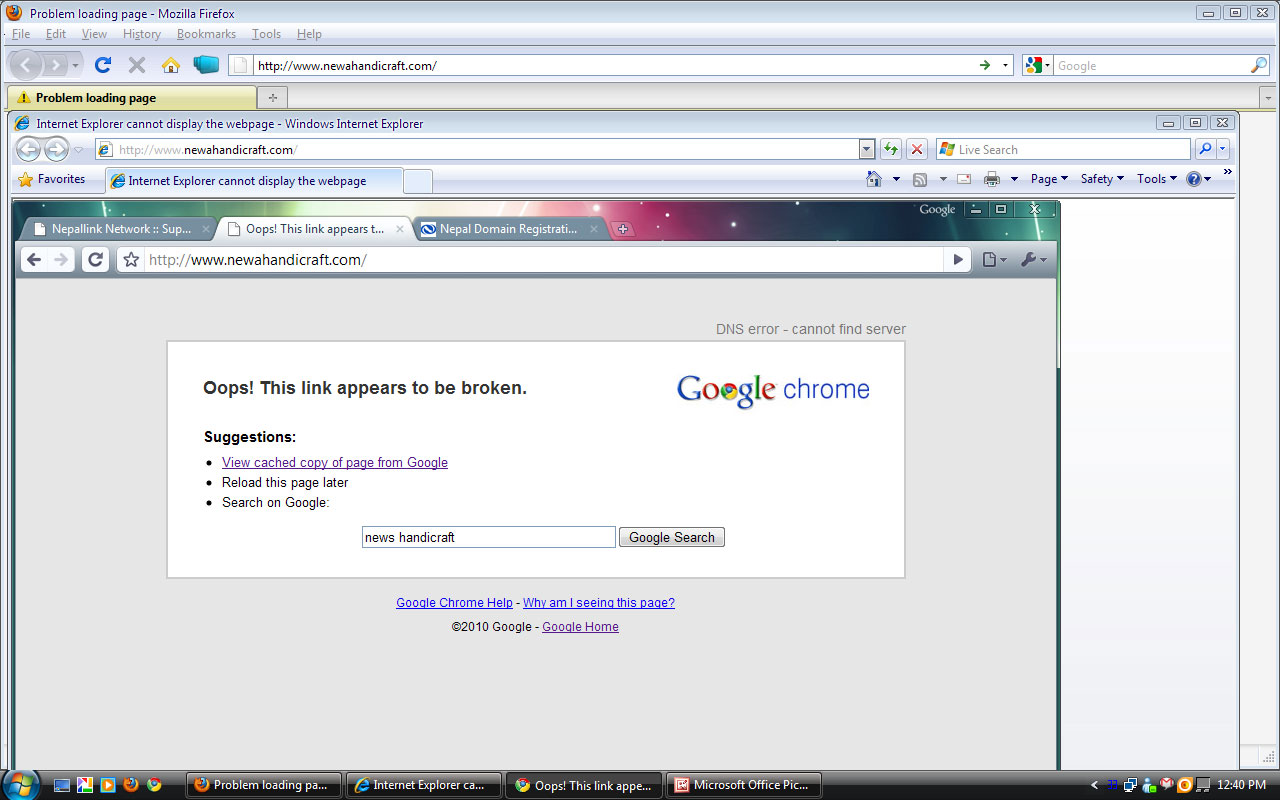 Problem loading page - Mozilla Firefox
File Edit View History Bookmarks Tools Help
http://www.newahandicraft.com/
Google
Problem loading page
Internet Explorer cannot display the webpage - Windows Internet Explorer
http://www.newahandicraft.com/
Live Search
Favorites
Internet Explorer cannot display the webpage
Page Safety Tools
Google
Nepallink Network :: Sup...
Oops! This link appears t...
Nepal Domain Registrati...
http://www.newahandicraft.com/
DNS error - cannot find server
Oops! This link appears to be broken.
Google chrome
Suggestions:
View cached copy of page from Google
Reload this page later
Search on Google:
news handicraft
Google Search
Google Chrome Help - Why am I seeing this page?
©2010 Google - Google Home
Problem loading pa...
Internet Explorer ca...
Oops! This link appe...
Microsoft Office Pic...
12:40 PM